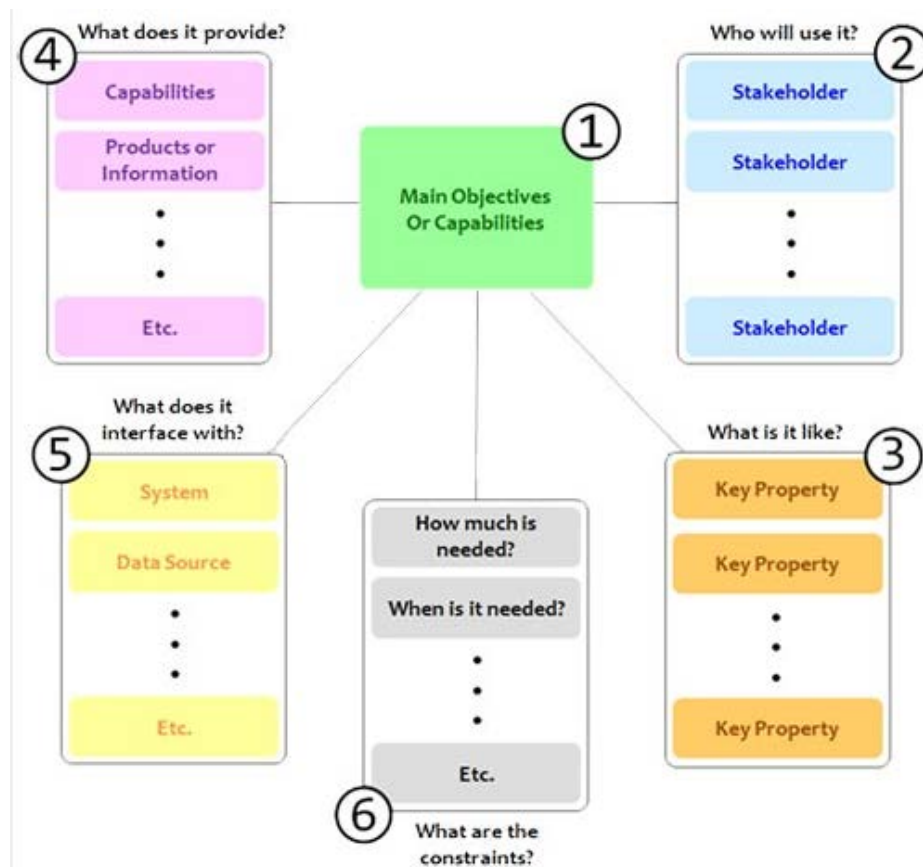 What does it provide?
4
Capabilities
Products or
Information
Etc.
1
Main Objectives
Or Capabilities
Who will use it?
2
Stakeholder
Stakeholder
Stakeholder
What does it
interface with?
5
System
Data Source
Etc.
How much is
needed?
When is it needed?
Etc.
6
What are the
constraints?
What is it like?
3
Key Property
Key Property
Key Property